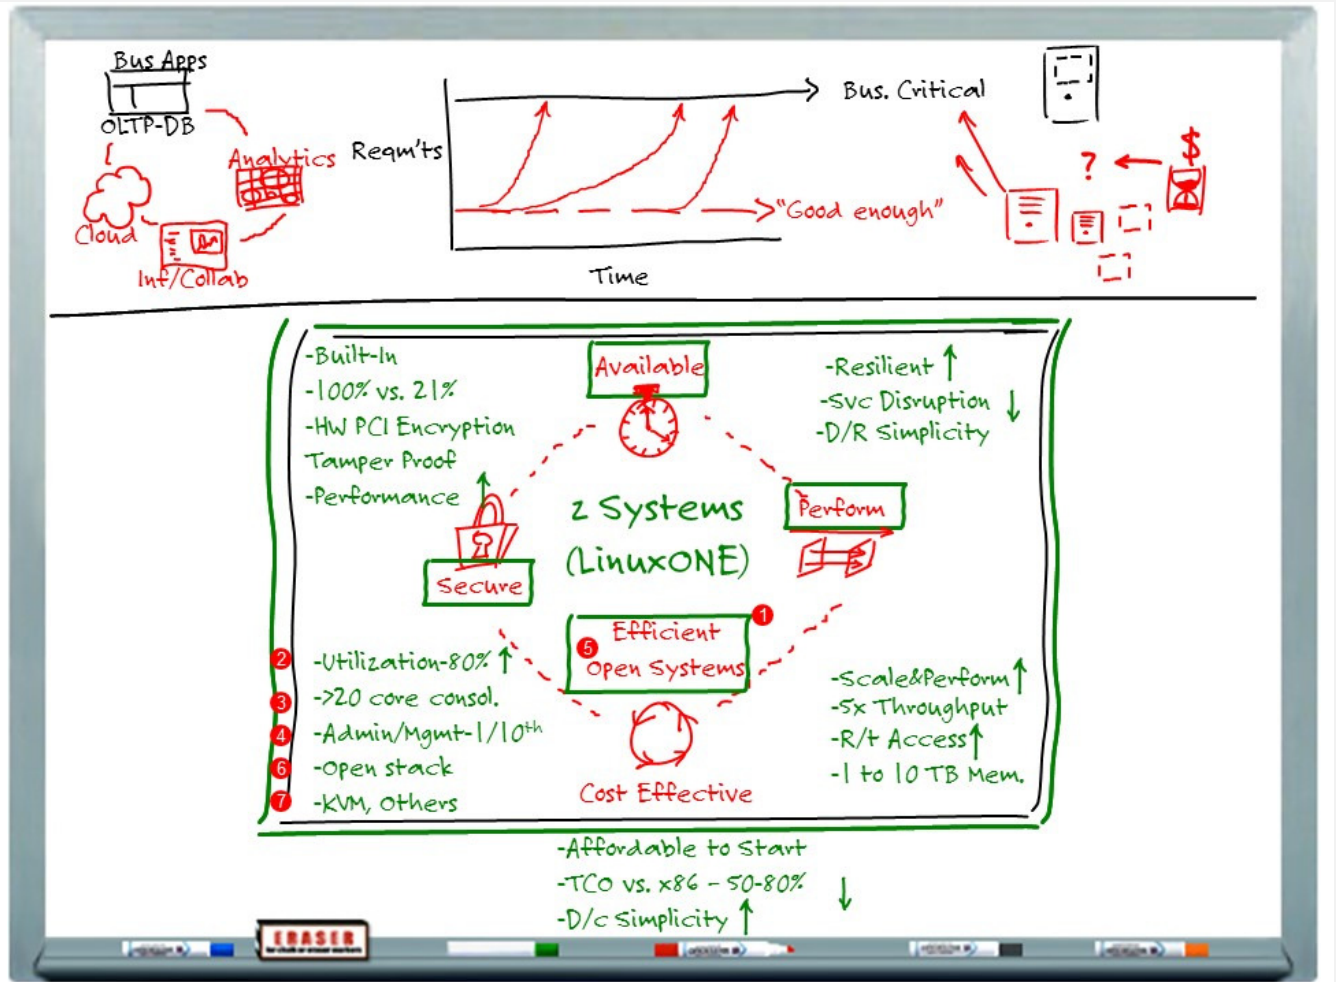 Bus Apps
OLTP-DB
Analytics
Cloud
Inf/Collab
Reqm'ts
Bus. Critical
"Good enough"
Time
?
$
-Built-In
-100% vs. 21%
-HW PCI Encryption
Tamper Proof
-Performance
Available
-Resilient
-Svc Disruption
-D/R Simplicity
z Systems
(LinuxONE)
Perform
Secure
1
Efficient
5
Open Systems
2
-Utilization-80%
3
->20 core consol.
4
-Admin/Mgmt-1/10th
6
-Open stack
7
-KVM, Others
-Scale&Perform
-5x Throughput
-R/t Access
-1 to 10 TB Mem.
Cost Effective
-Affordable to Start
-TCO vs. x86 - 50-80%
-D/c Simplicity
ERASER